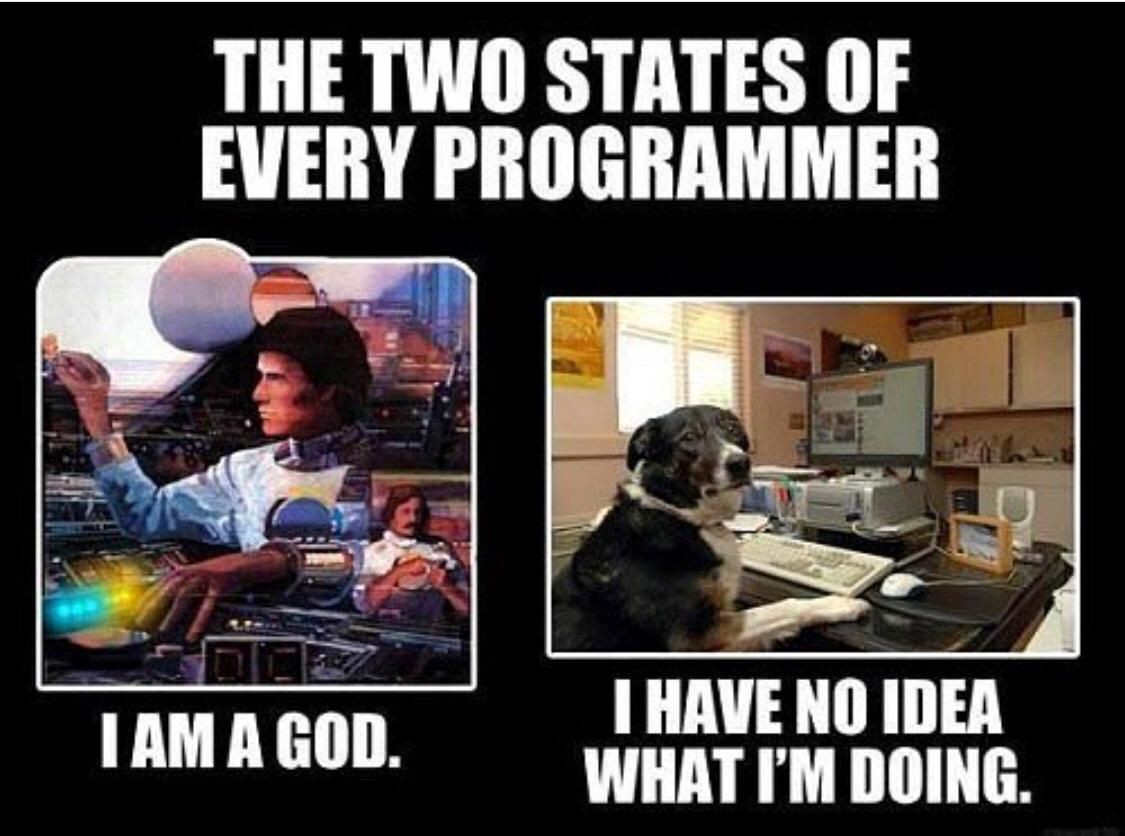 THE TWO STATES OF
EVERY PROGRAMMER
I AM A GOD.
I HAVE NO IDEA
WHAT I'M DOING.